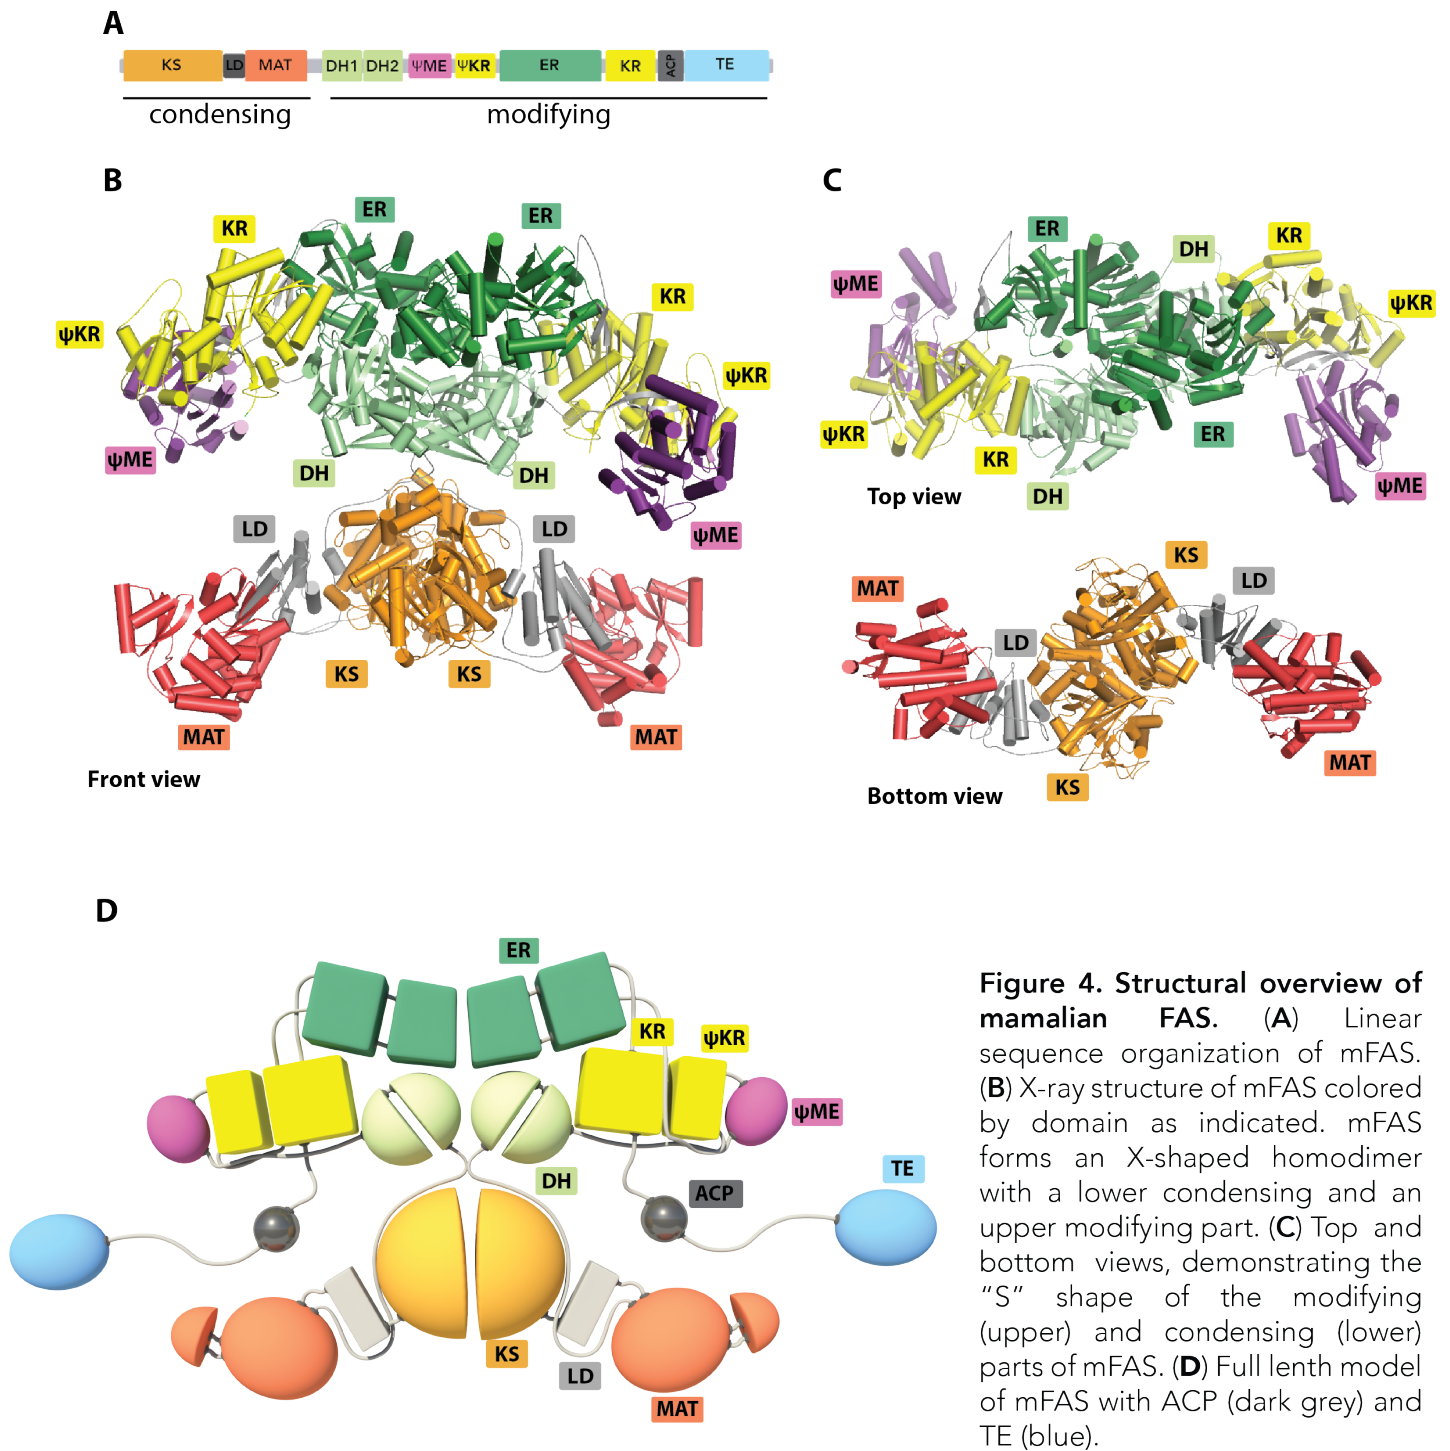 A
KS LD MAT DH1 DH2 ΨME ΨKR ER KR ACP TE
condensing modifying
B
ER
ER
KR
KR
ψKR
ψKR
ψME
DH
DH
ψME
LD
LD
KS
KS
MAT
MAT
Front view
C
ER
DH
KR
ψME
ψKR
ψKR
KR
ER
DH
ψME
Top view
KS
LD
MAT
LD
MAT
KS
Bottom view
D
ER
KR
ψKR
ψME
DH
ACP
TE
KS
LD
MAT
Figure 4. Structural overview of
mamalian FAS. (A) Linear
sequence organization of mFAS.
(B) X-ray structure of mFAS colored
by domain as indicated. mFAS
forms an X-shaped homodimer
with a lower condensing and an
upper modifying part. (C) Top and
bottom views, demonstrating the
“S” shape of the modifying
(upper) and condensing (lower)
parts of mFAS. (D) Full lenth model
of mFAS with ACP (dark grey) and
TE (blue).